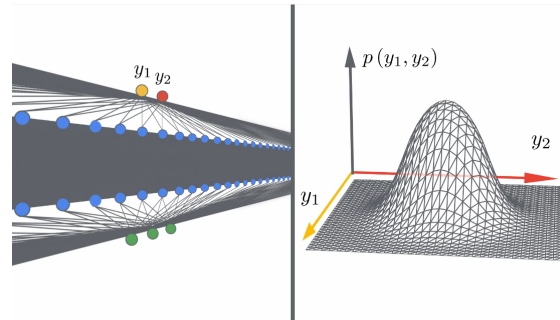 y₁ y₂
p (y₁, y₂)
y₂
y₁